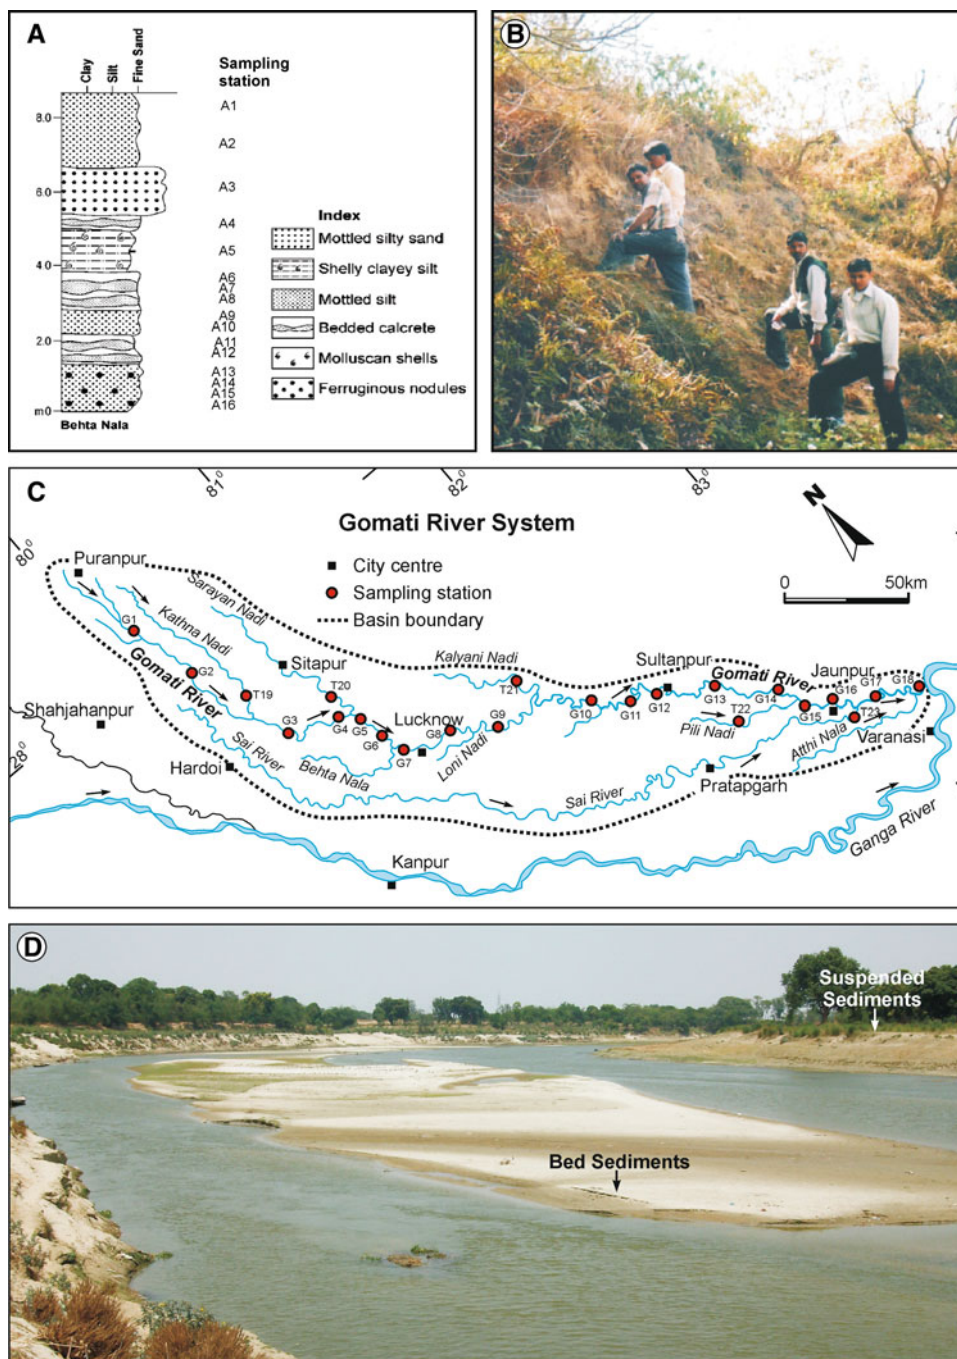 A
Clay
Silt
Fine Sand
Sampling
station
8.0
6.0
4.0
2.0
m0
Behta Nala
A1
A2
A3
A4
A5
A6
A7
A8
A9
A10
A11
A12
A13
A14
A15
A16
Index
Mottled silty sand
Shelly clayey silt
Mottled silt
Bedded calcrete
Molluscan shells
Ferruginous nodules
B
C
81⁰
82
83
80⁰
28⁰
N
Gomati River System
City centre
Sampling station
Basin boundary
0 50km
Puranpur
G1
Kathna Nadi
Sarayan Nadi
Gomati River
G2
T19
Sitapur
T20
G3
G4
G5
G6
G7
Lucknow
G8
G9
Kalyani Nadi
T21
Loni Nadi
Behta Nala
Shahjahanpur
Hardoi
Sai River
G10
G11
Sultanpur
G12
G13
Gomati River
G14
Jaunpur
G15
G16
G17
G18
Pili Nadi
T22
T23
Atthi Nala
Varanasi
Sai River
Pratapgarh
Kanpur
Ganga River
D
Suspended
Sediments
Bed Sediments